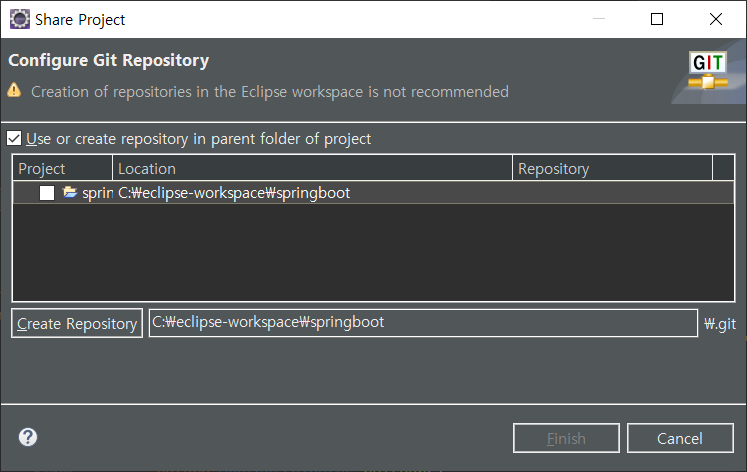 Share Project
Configure Git Repository
GIT
Creation of repositories in the Eclipse workspace is not recommended
Use or create repository in parent folder of project
Project Location Repository
sprin C:₩eclipse-workspace₩springboot
Create Repository C:₩eclipse-workspace₩springboot ₩.git
? Finish Cancel